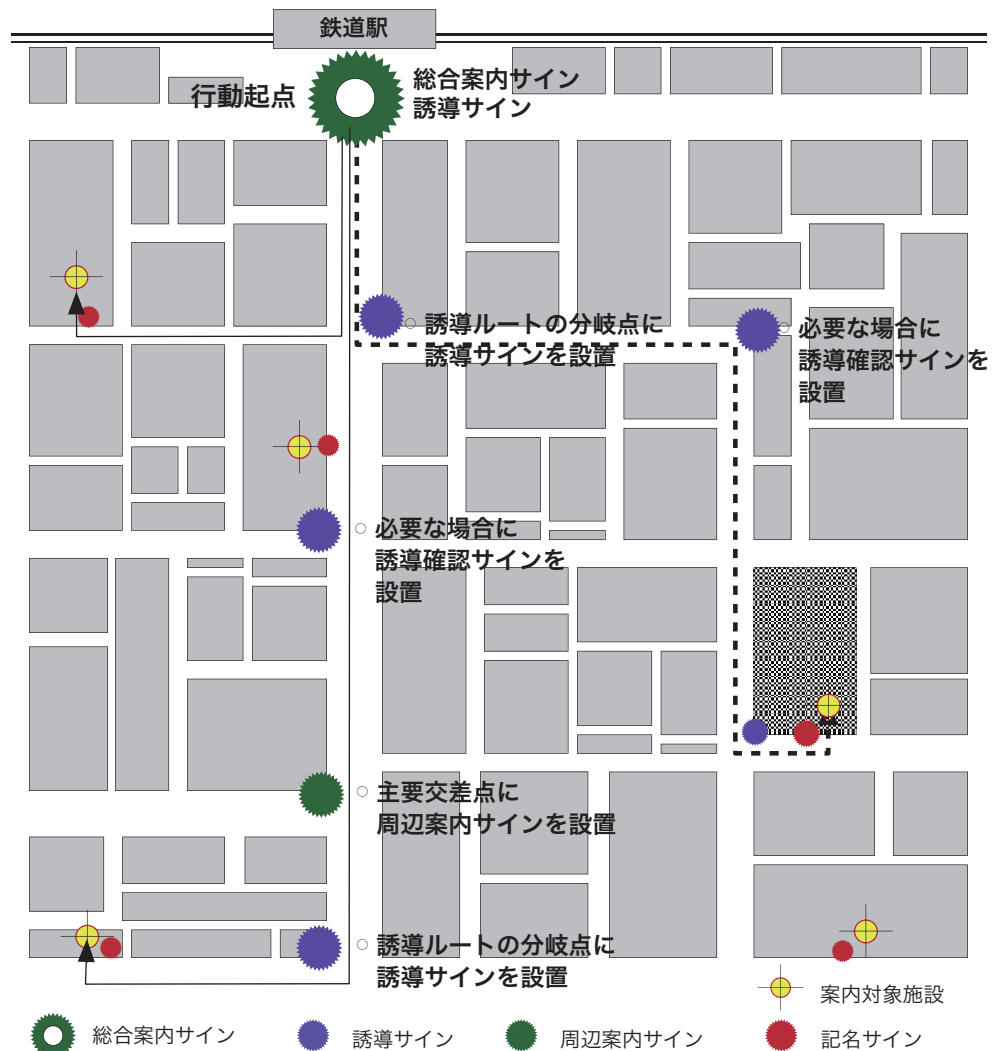 鉄道駅
行動起点
総合案内サイン
誘導サイン
誘導ルートの分岐点に
誘導サインを設置
必要な場合に
誘導確認サインを
設置
必要な場合に
誘導確認サインを
設置
主要交差点に
周辺案内サインを設置
誘導ルートの分岐点に
誘導サインを設置
案内対象施設
総合案内サイン
誘導サイン
周辺案内サイン
記名サイン